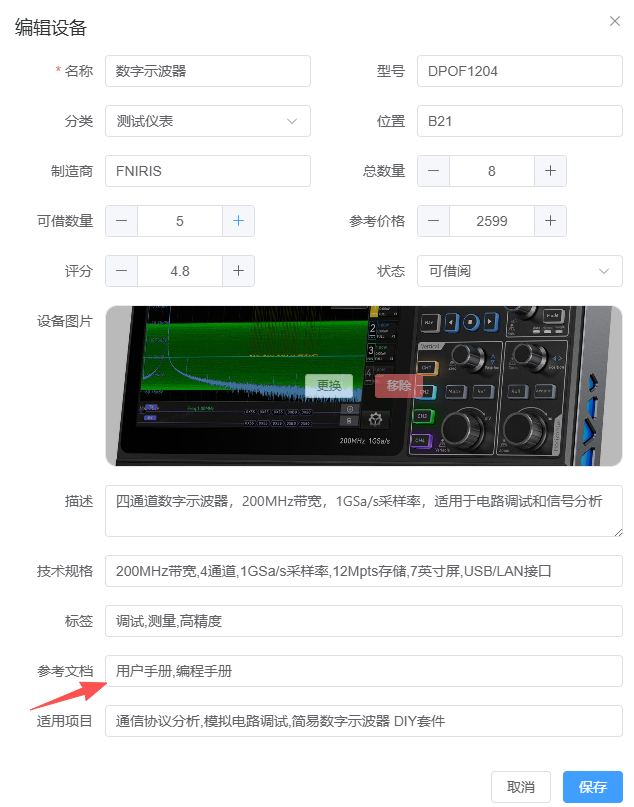 编辑设备
* 名称 数字示波器 型号 DPOF1204
分类 测试仪表 位置 B21
制造商 FNIRIS 总数量 8
可借数量 5 参考价格 2599
评分 4.8 状态 可借阅
设备图片
更换 移除
Vertical
CH1
CH2
CH3
CH4
200MHz 1GSa/s
描述 四通道数字示波器，200MHz带宽，1GSa/s采样率，适用于电路调试和信号分析
技术规格 200MHz带宽,4通道,1GSa/s采样率,12Mpts存储,7英寸屏,USB/LAN接口
标签 调试,测量,高精度
参考文档 用户手册,编程手册
适用项目 通信协议分析,模拟电路调试,简易数字示波器 DIY套件
取消 保存